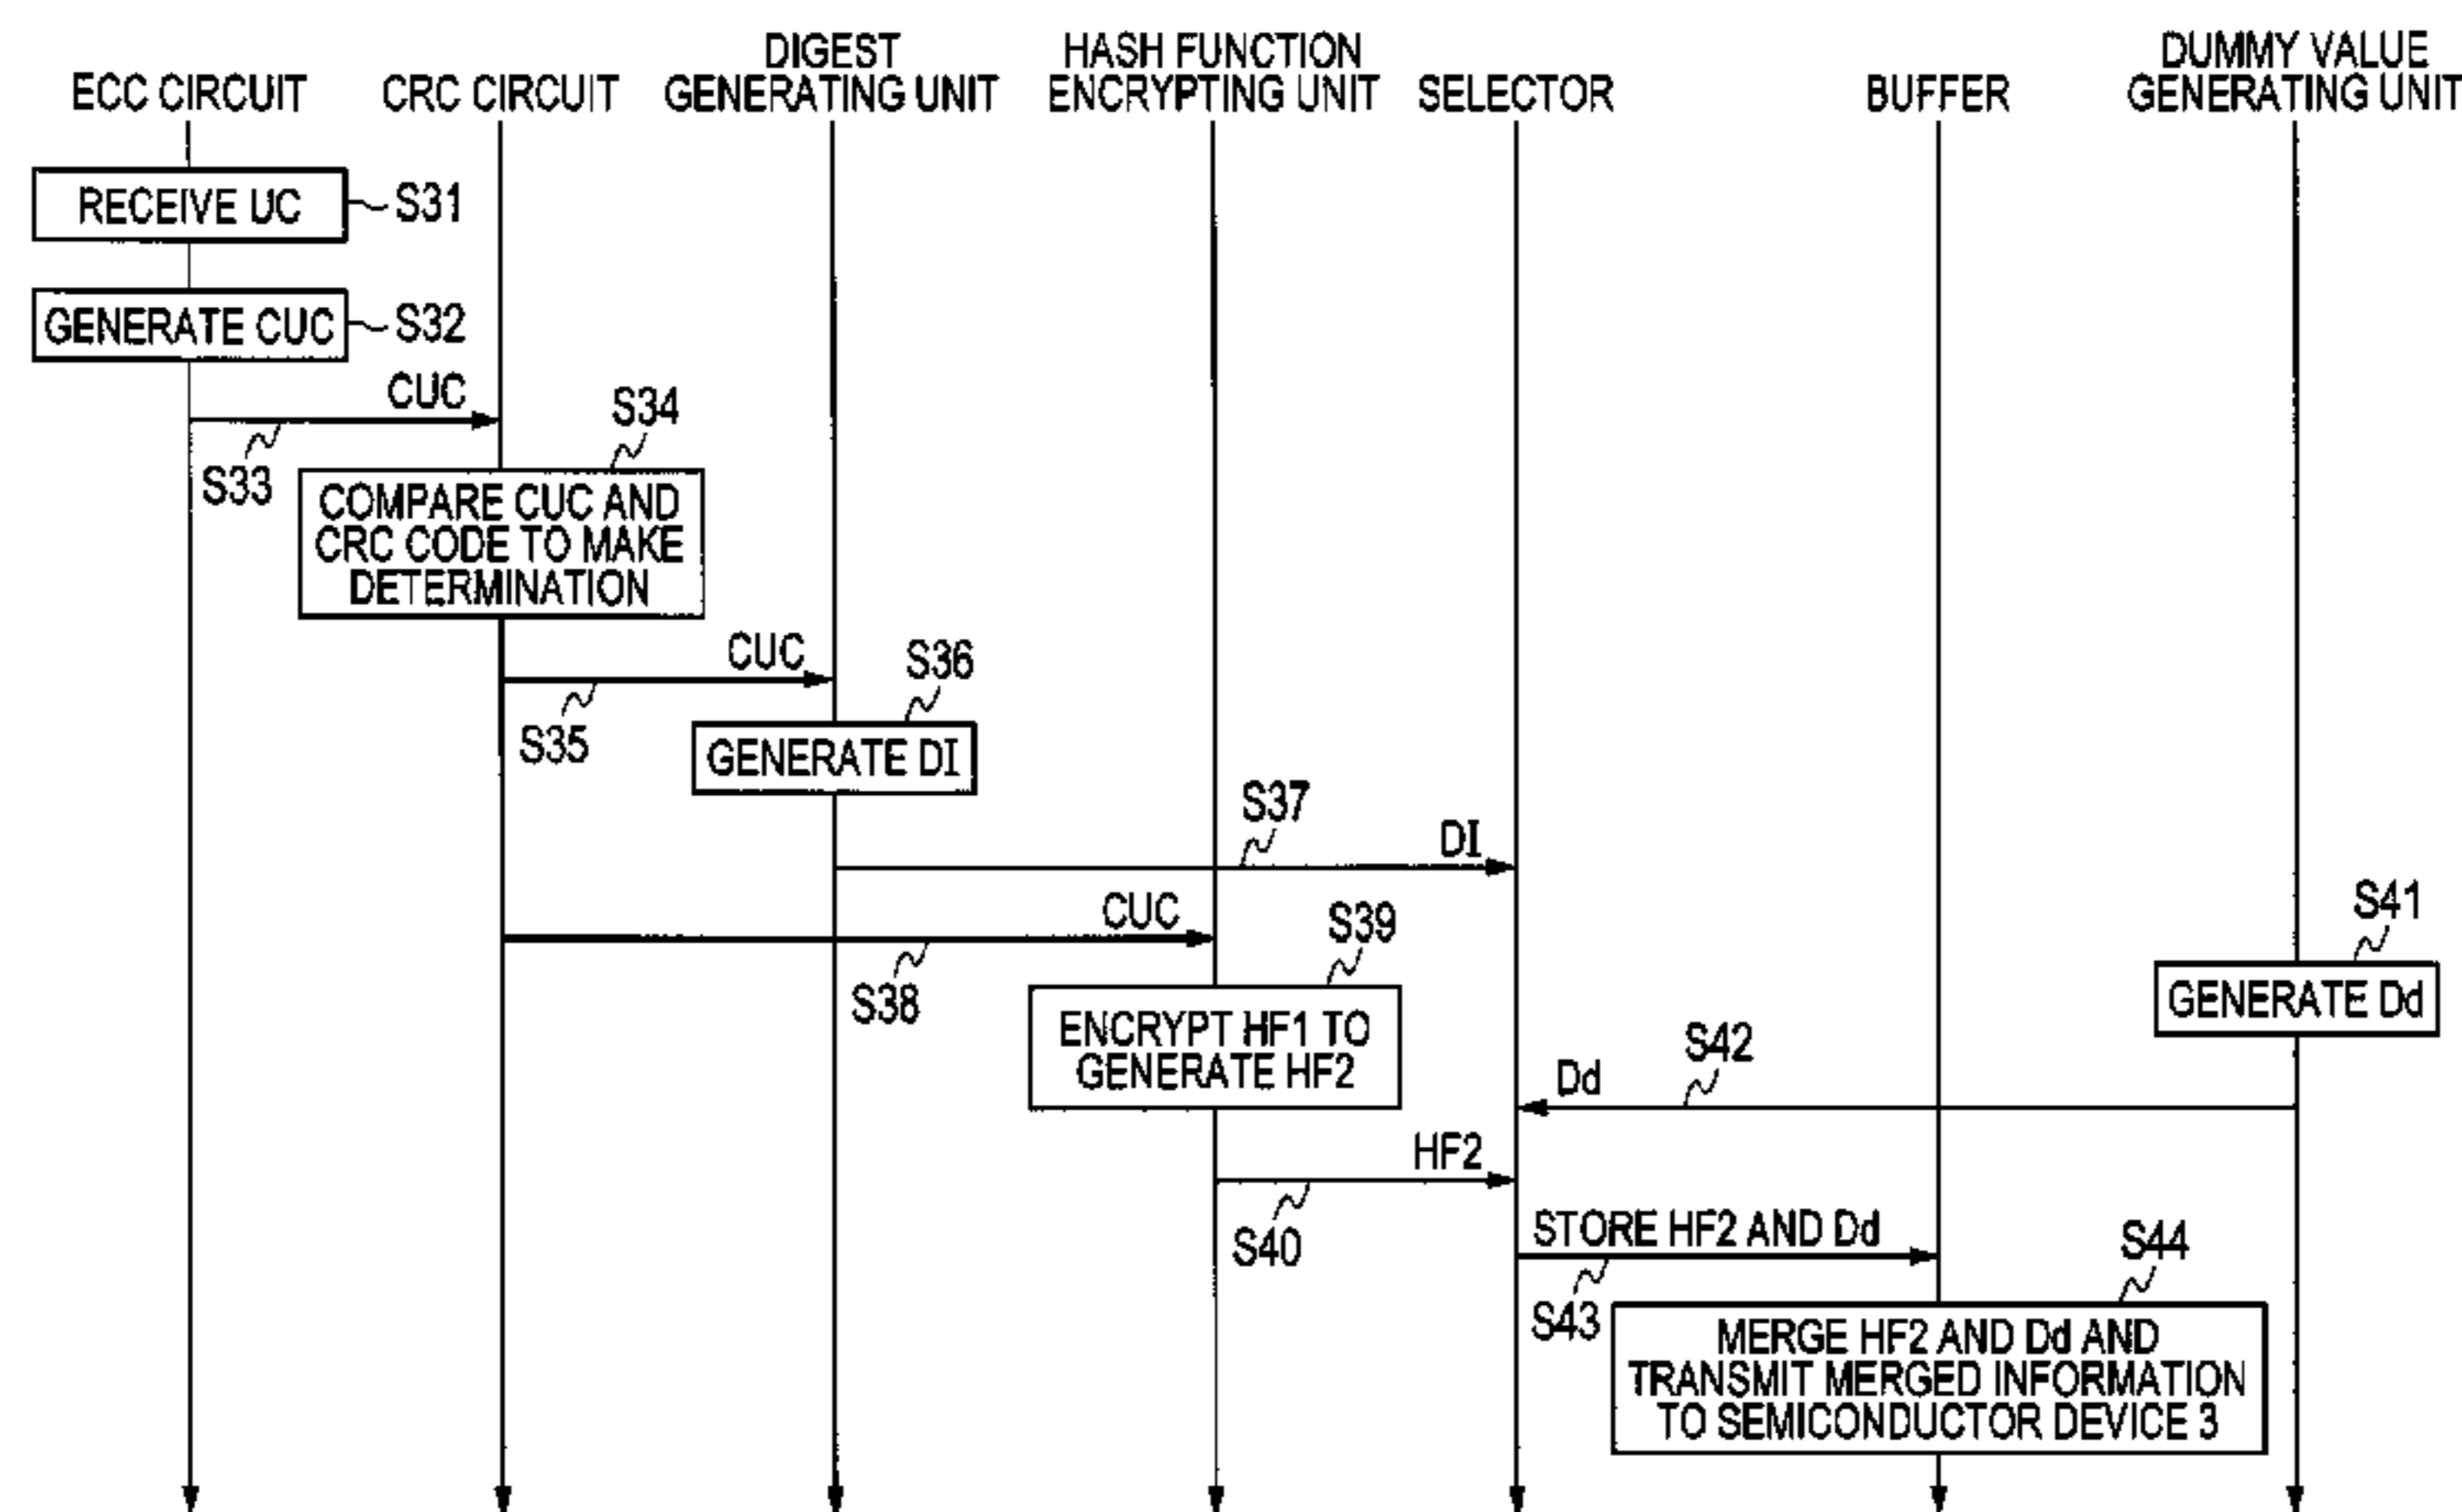 ECC CIRCUIT
CRC CIRCUIT
DIGEST
GENERATING UNIT
HASH FUNCTION
ENCRYPTING UNIT
SELECTOR
BUFFER
DUMMY VALUE
GENERATING UNIT
RECEIVE UC
S31
GENERATE CUC
S32
CUC
S33
S34
COMPARE CUC AND
CRC CODE TO MAKE
DETERMINATION
CUC
S35
S36
GENERATE DI
S37
DI
CUC
S38
S39
ENCRYPT HF1 TO
GENERATE HF2
S41
GENERATE Dd
S42
Dd
HF2
S40
STORE HF2 AND Dd
S43
S44
MERGE HF2 AND Dd AND
TRANSMIT MERGED INFORMATION
TO SEMICONDUCTOR DEVICE 3